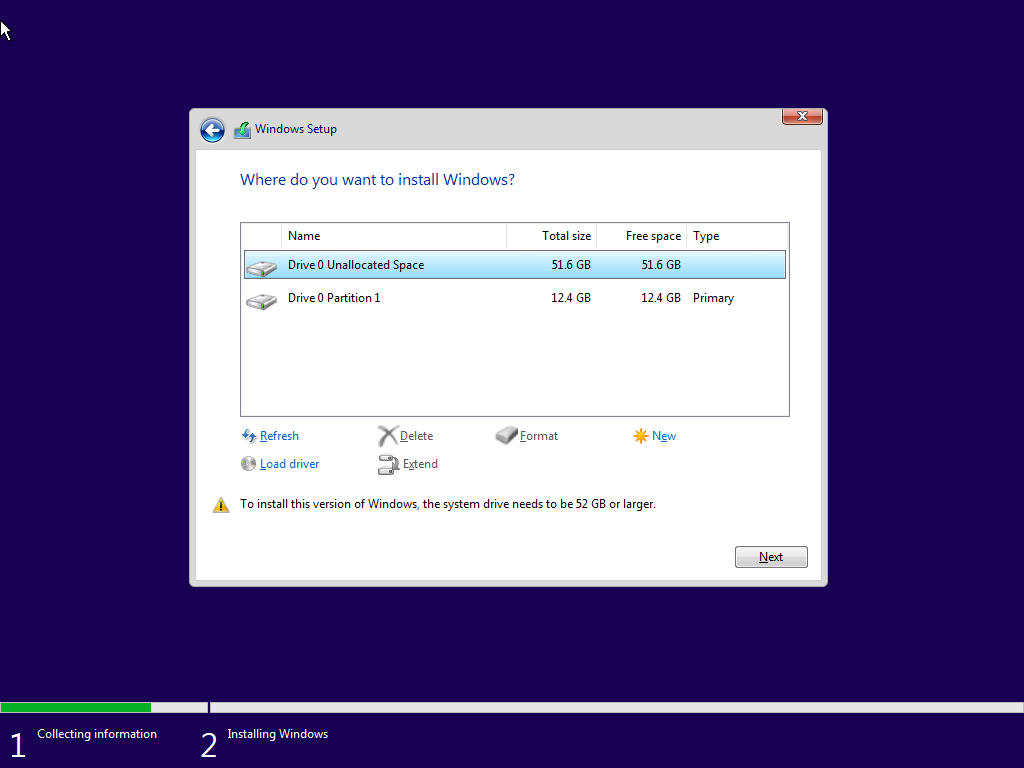 Windows Setup
Where do you want to install Windows?
Name Total size Free space Type
Drive 0 Unallocated Space 51.6 GB 51.6 GB
Drive 0 Partition 1 12.4 GB 12.4 GB Primary
Refresh Delete Format New
Load driver Extend
To install this version of Windows, the system drive needs to be 52 GB or larger.
Next
1 Collecting information 2 Installing Windows